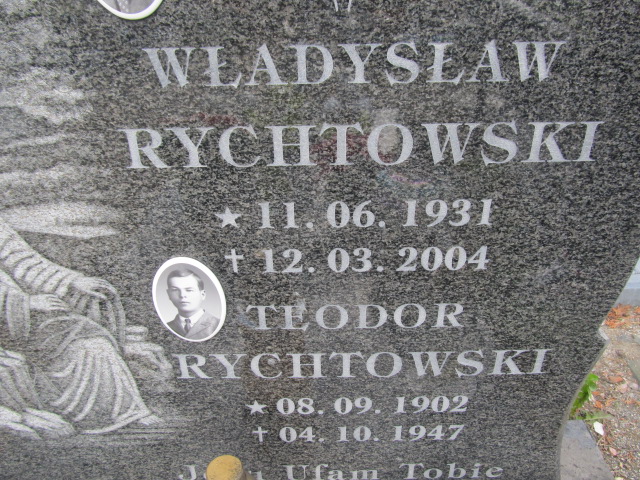 WŁADYSŁAW
RYCHTOWSKI
★ 11. 06. 1931
✝ 12. 03. 2004
TEODOR
RYCHTOWSKI
★ 08. 09. 1902
✝ 04. 10. 1947
Ufam Tobie